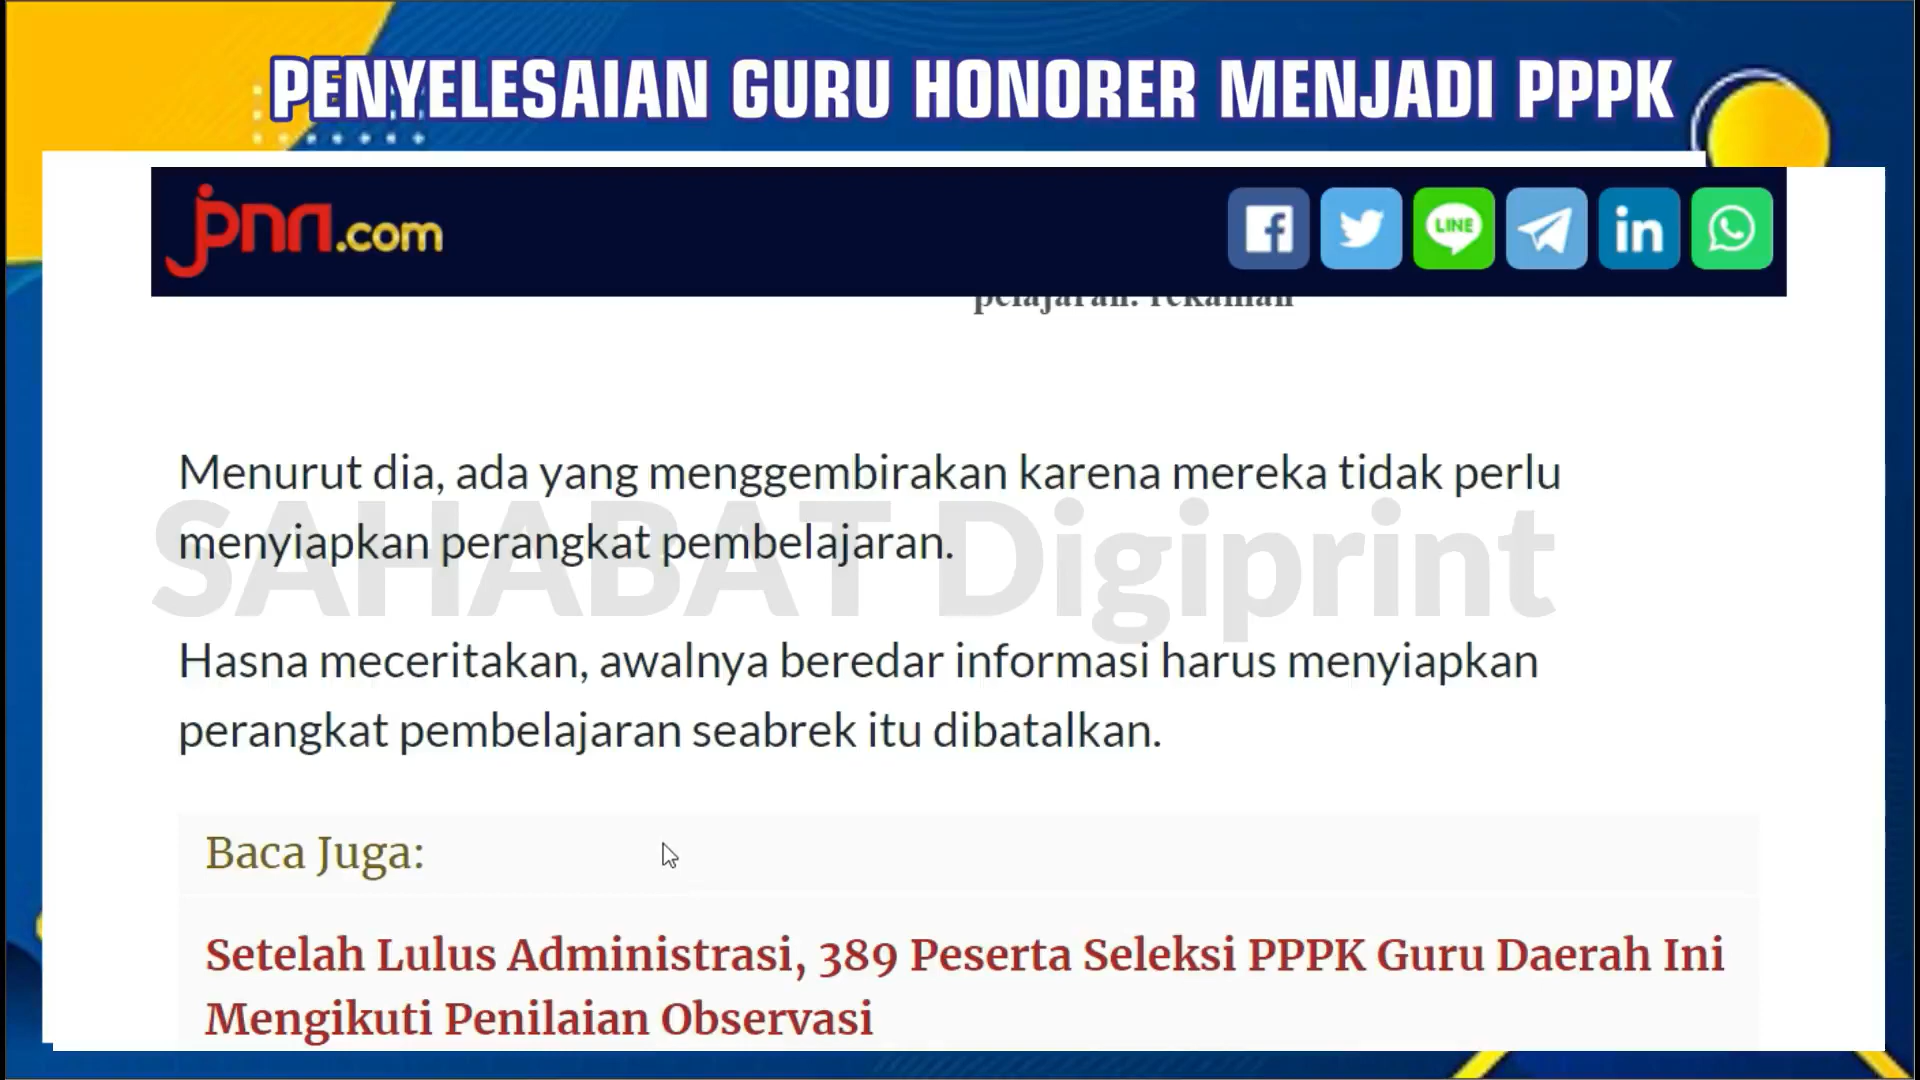 PENYELESAIAN GURU HONORER MENJADI PPPK
jpnn.com
LINE
in
pelajaran. rekaman
Menurut dia, ada yang menggembirakan karena mereka tidak perlu
menyiapkan perangkat pembelajaran.
SAHABAT Digiprint
Hasna meceritakan, awalnya beredar informasi harus menyiapkan
perangkat pembelajaran seabrek itu dibatalkan.
Baca Juga:
Setelah Lulus Administrasi, 389 Peserta Seleksi PPPK Guru Daerah Ini
Mengikuti Penilaian Observasi